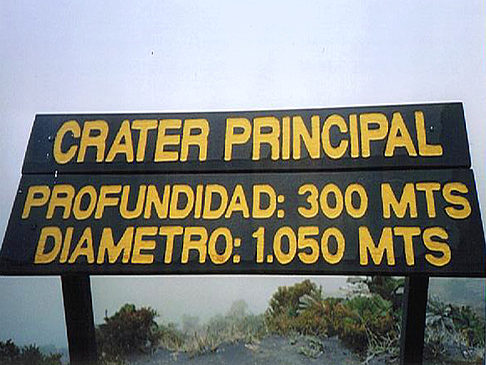 CRATER PRINCIPAL
PROFUNDIDAD: 300 MTS
DIAMETRO: 1.050 MTS